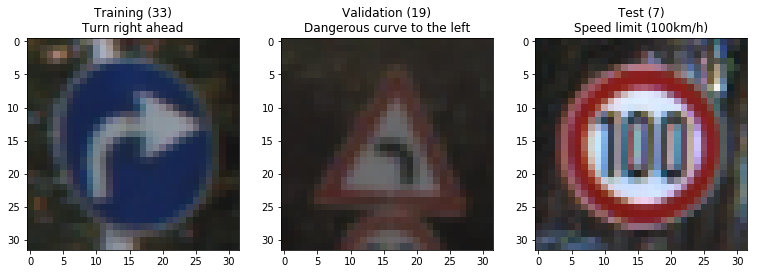 Training (33)
Turn right ahead
Validation (19)
Dangerous curve to the left
Test (7)
Speed limit (100km/h)
0
5
10
15
20
25
30
0 5 10 15 20 25 30
0
5
10
15
20
25
30
0 5 10 15 20 25 30
0
5
10
15
20
25
30
0 5 10 15 20 25 30
100